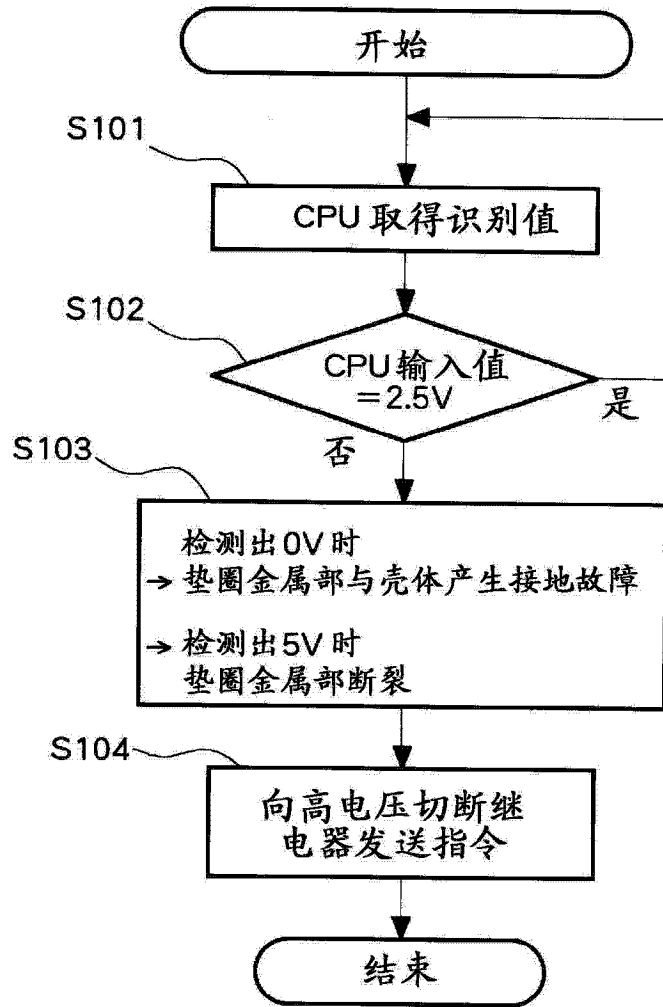 开始
S101
CPU 取得识别值
S102
CPU 输入值
=2.5V
是
否
S103
检测出0V时
→ 垫圈金属部与壳体产生接地故障
→ 检测出5V时
垫圈金属部断裂
S104
向高电压切断继
电器发送指令
结束